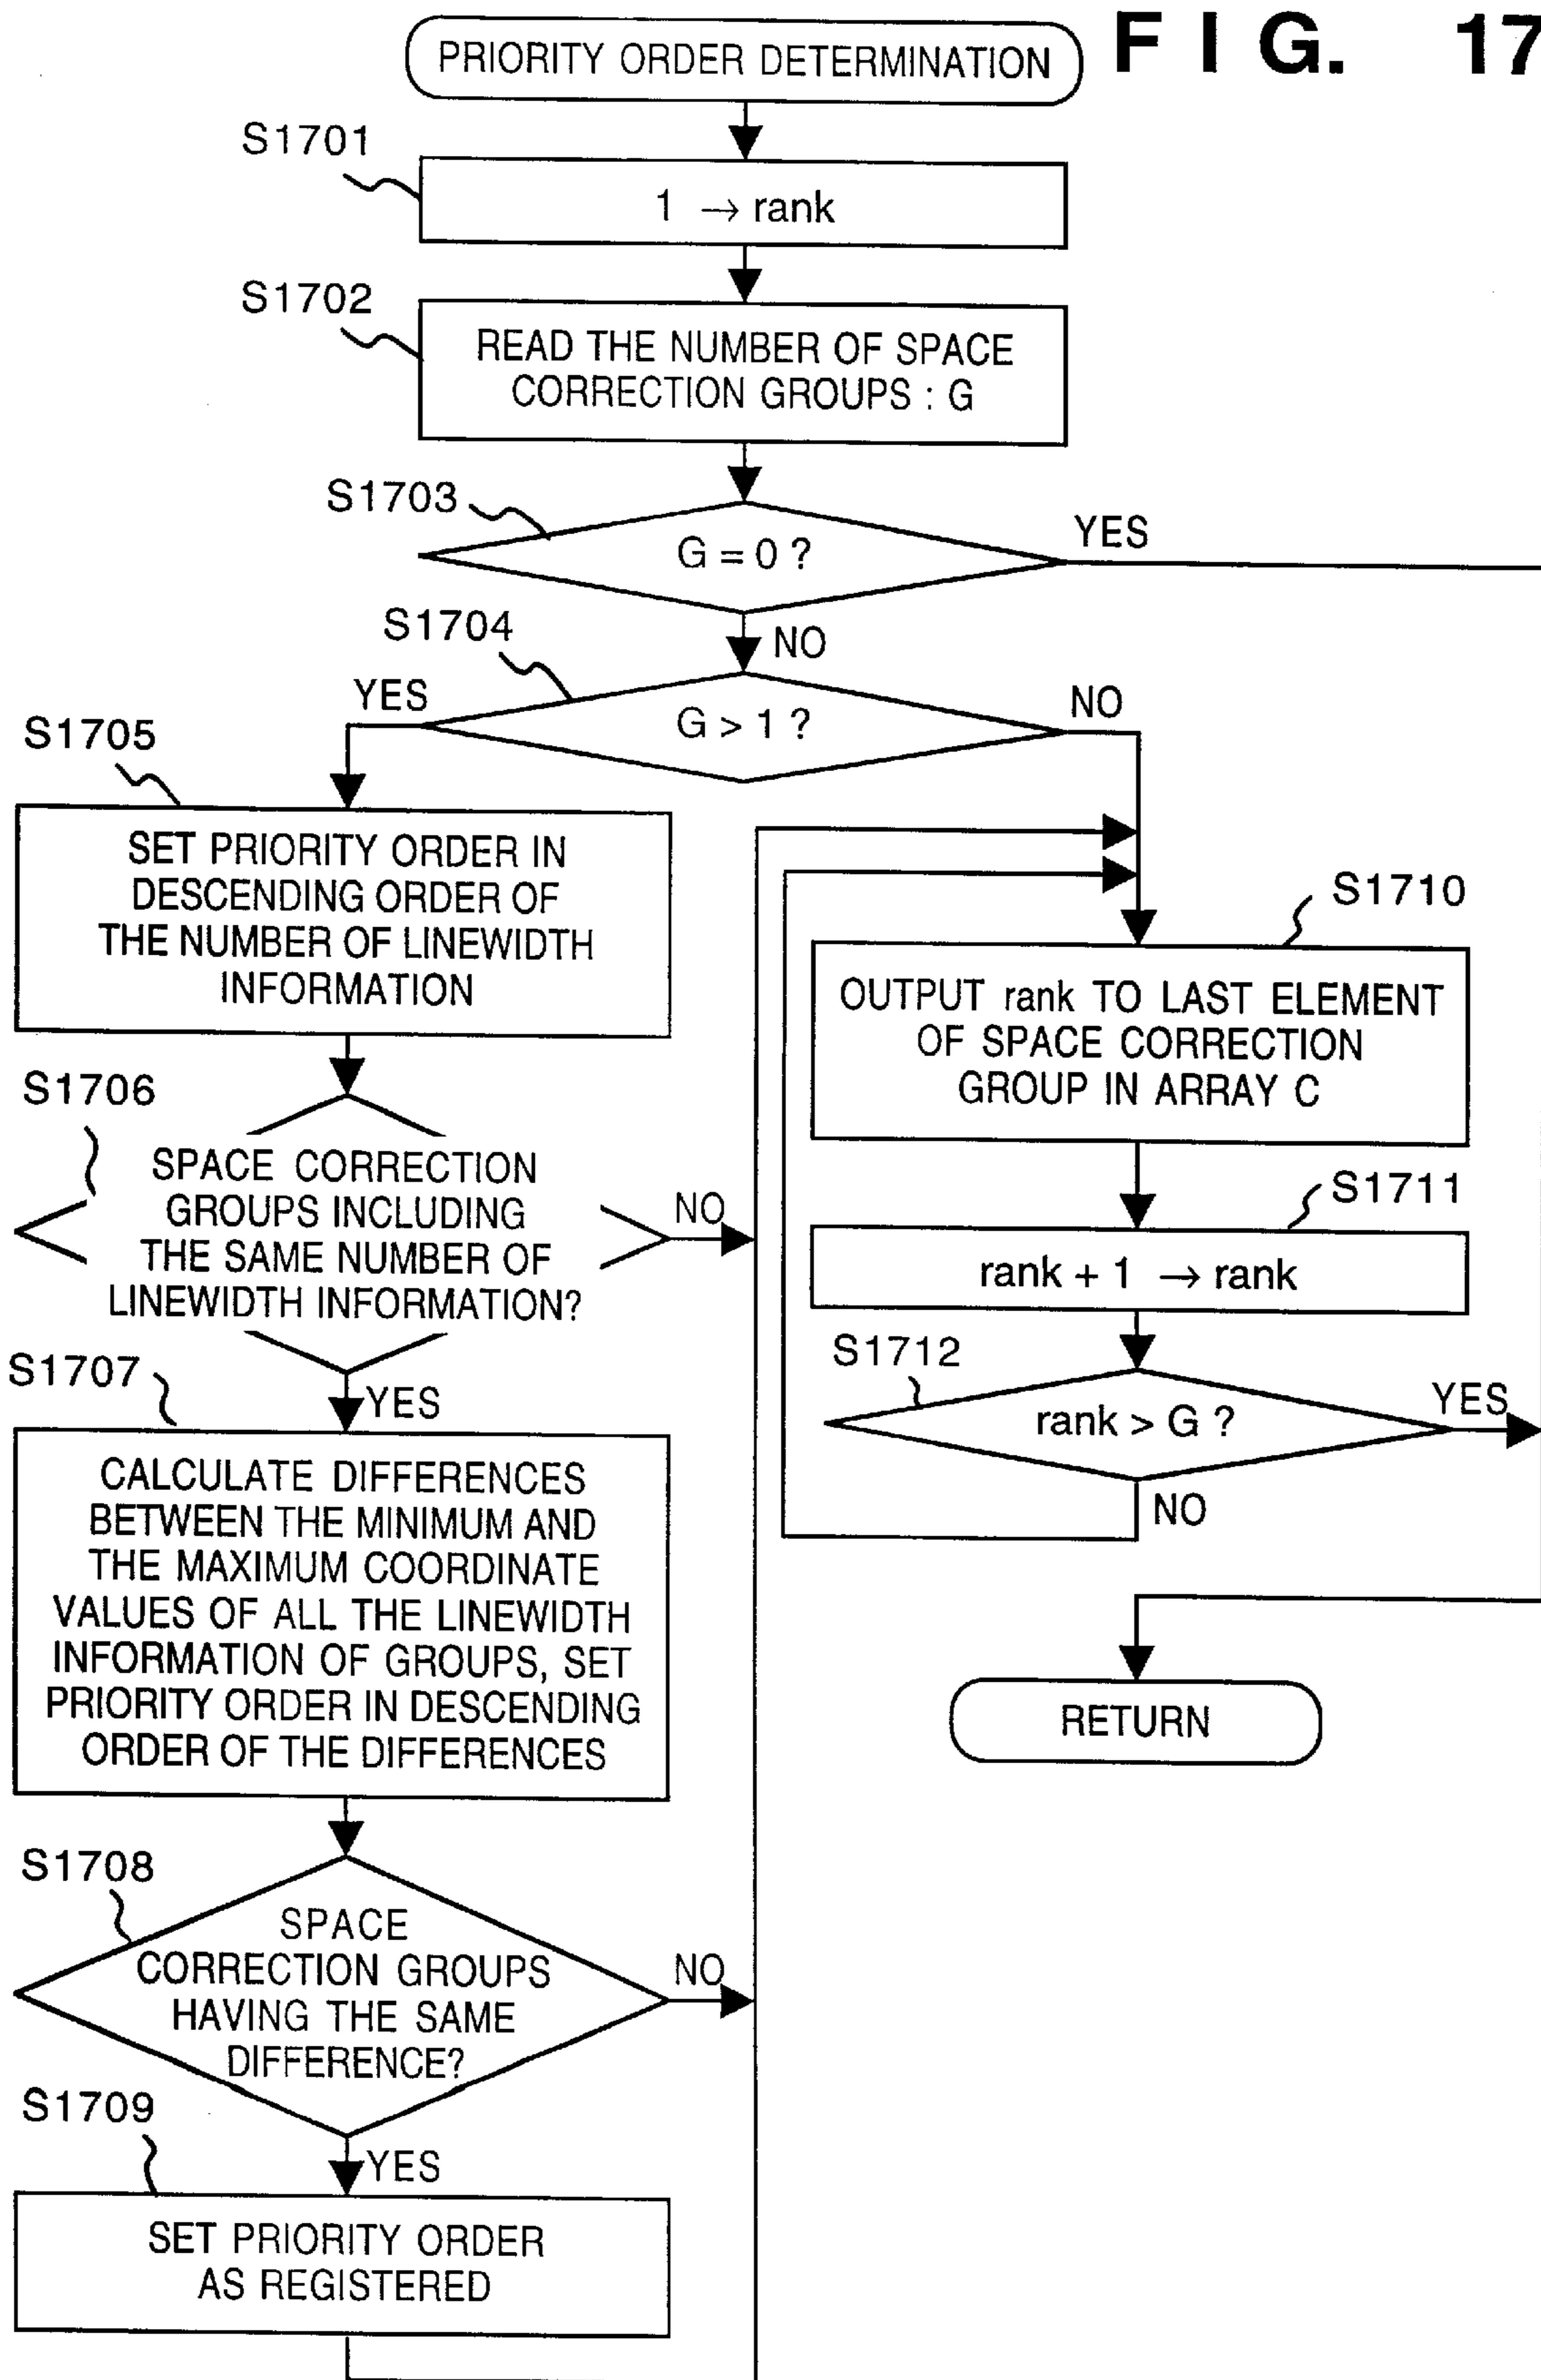 PRIORITY ORDER DETERMINATION
FIG. 17
S1701
1 → rank
S1702
READ THE NUMBER OF SPACE
CORRECTION GROUPS : G
S1703
G = 0 ?
YES
NO
S1704
YES
G > 1 ?
NO
S1705
SET PRIORITY ORDER IN
DESCENDING ORDER OF
THE NUMBER OF LINEWIDTH
INFORMATION
S1706
SPACE CORRECTION
GROUPS INCLUDING
THE SAME NUMBER OF
LINEWIDTH INFORMATION?
NO
YES
S1707
CALCULATE DIFFERENCES
BETWEEN THE MINIMUM AND
THE MAXIMUM COORDINATE
VALUES OF ALL THE LINEWIDTH
INFORMATION OF GROUPS, SET
PRIORITY ORDER IN DESCENDING
ORDER OF THE DIFFERENCES
S1708
SPACE
CORRECTION GROUPS
HAVING THE SAME
DIFFERENCE?
NO
YES
S1709
SET PRIORITY ORDER
AS REGISTERED
S1710
OUTPUT rank TO LAST ELEMENT
OF SPACE CORRECTION
GROUP IN ARRAY C
S1711
rank + 1 → rank
S1712
rank > G ?
YES
NO
RETURN